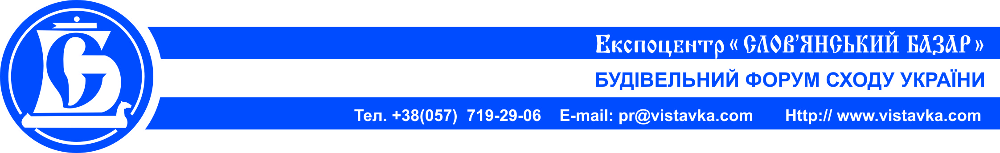 Експоцентр «СЛОВ’ЯНСЬКИЙ БАЗАР»
БУДІВЕЛЬНИЙ ФОРУМ СХОДУ УКРАЇНИ
Тел. +38(057) 719-29-06 E-mail: pr@vistavka.com Http:// www.vistavka.com